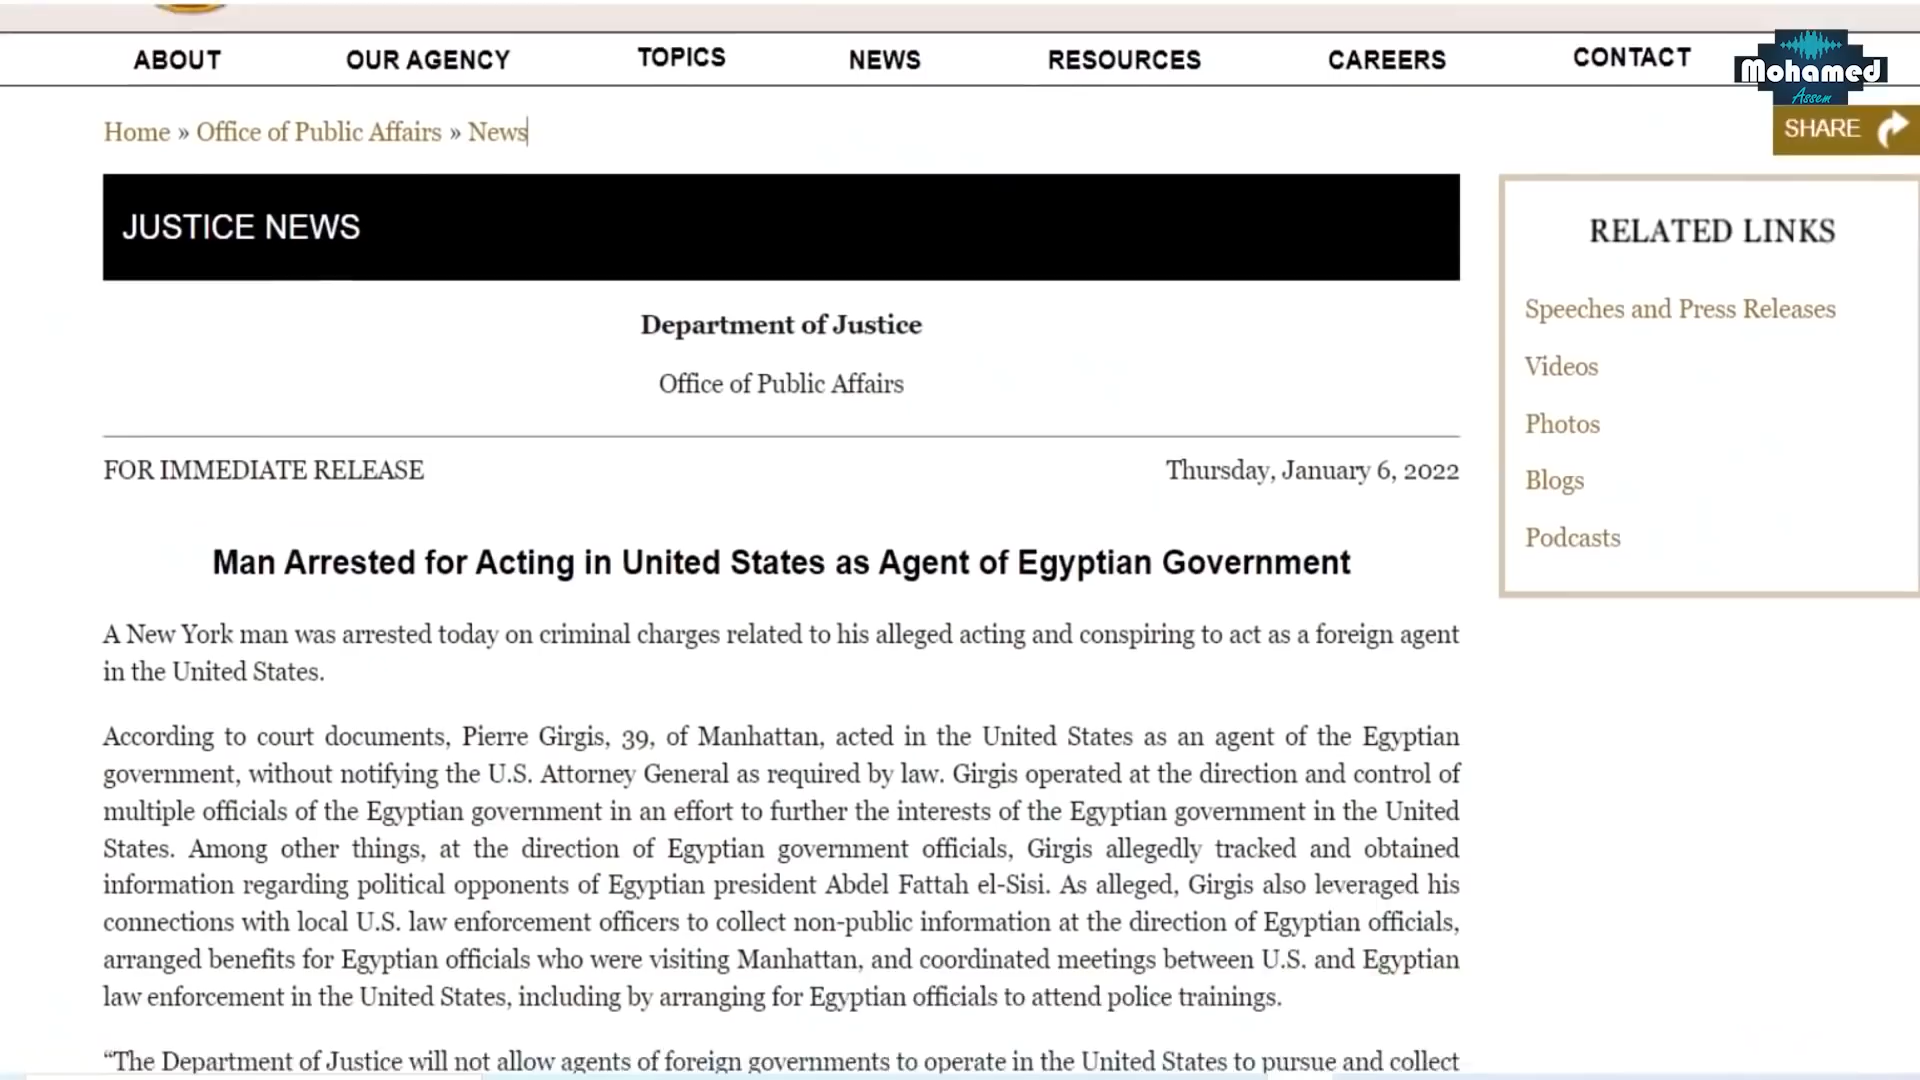 ABOUT OUR AGENCY TOPICS NEWS RESOURCES CAREERS CONTACT
Mohamed
Assem
Home » Office of Public Affairs » News
SHARE
JUSTICE NEWS
Department of Justice
Office of Public Affairs
FOR IMMEDIATE RELEASE Thursday, January 6, 2022
Man Arrested for Acting in United States as Agent of Egyptian Government
A New York man was arrested today on criminal charges related to his alleged acting and conspiring to act as a foreign agent
in the United States.
According to court documents, Pierre Girgis, 39, of Manhattan, acted in the United States as an agent of the Egyptian
government, without notifying the U.S. Attorney General as required by law. Girgis operated at the direction and control of
multiple officials of the Egyptian government in an effort to further the interests of the Egyptian government in the United
States. Among other things, at the direction of Egyptian government officials, Girgis allegedly tracked and obtained
information regarding political opponents of Egyptian president Abdel Fattah el-Sisi. As alleged, Girgis also leveraged his
connections with local U.S. law enforcement officers to collect non-public information at the direction of Egyptian officials,
arranged benefits for Egyptian officials who were visiting Manhattan, and coordinated meetings between U.S. and Egyptian
law enforcement in the United States, including by arranging for Egyptian officials to attend police trainings.
“The Department of Justice will not allow agents of foreign governments to operate in the United States to pursue and collect
RELATED LINKS
Speeches and Press Releases
Videos
Photos
Blogs
Podcasts